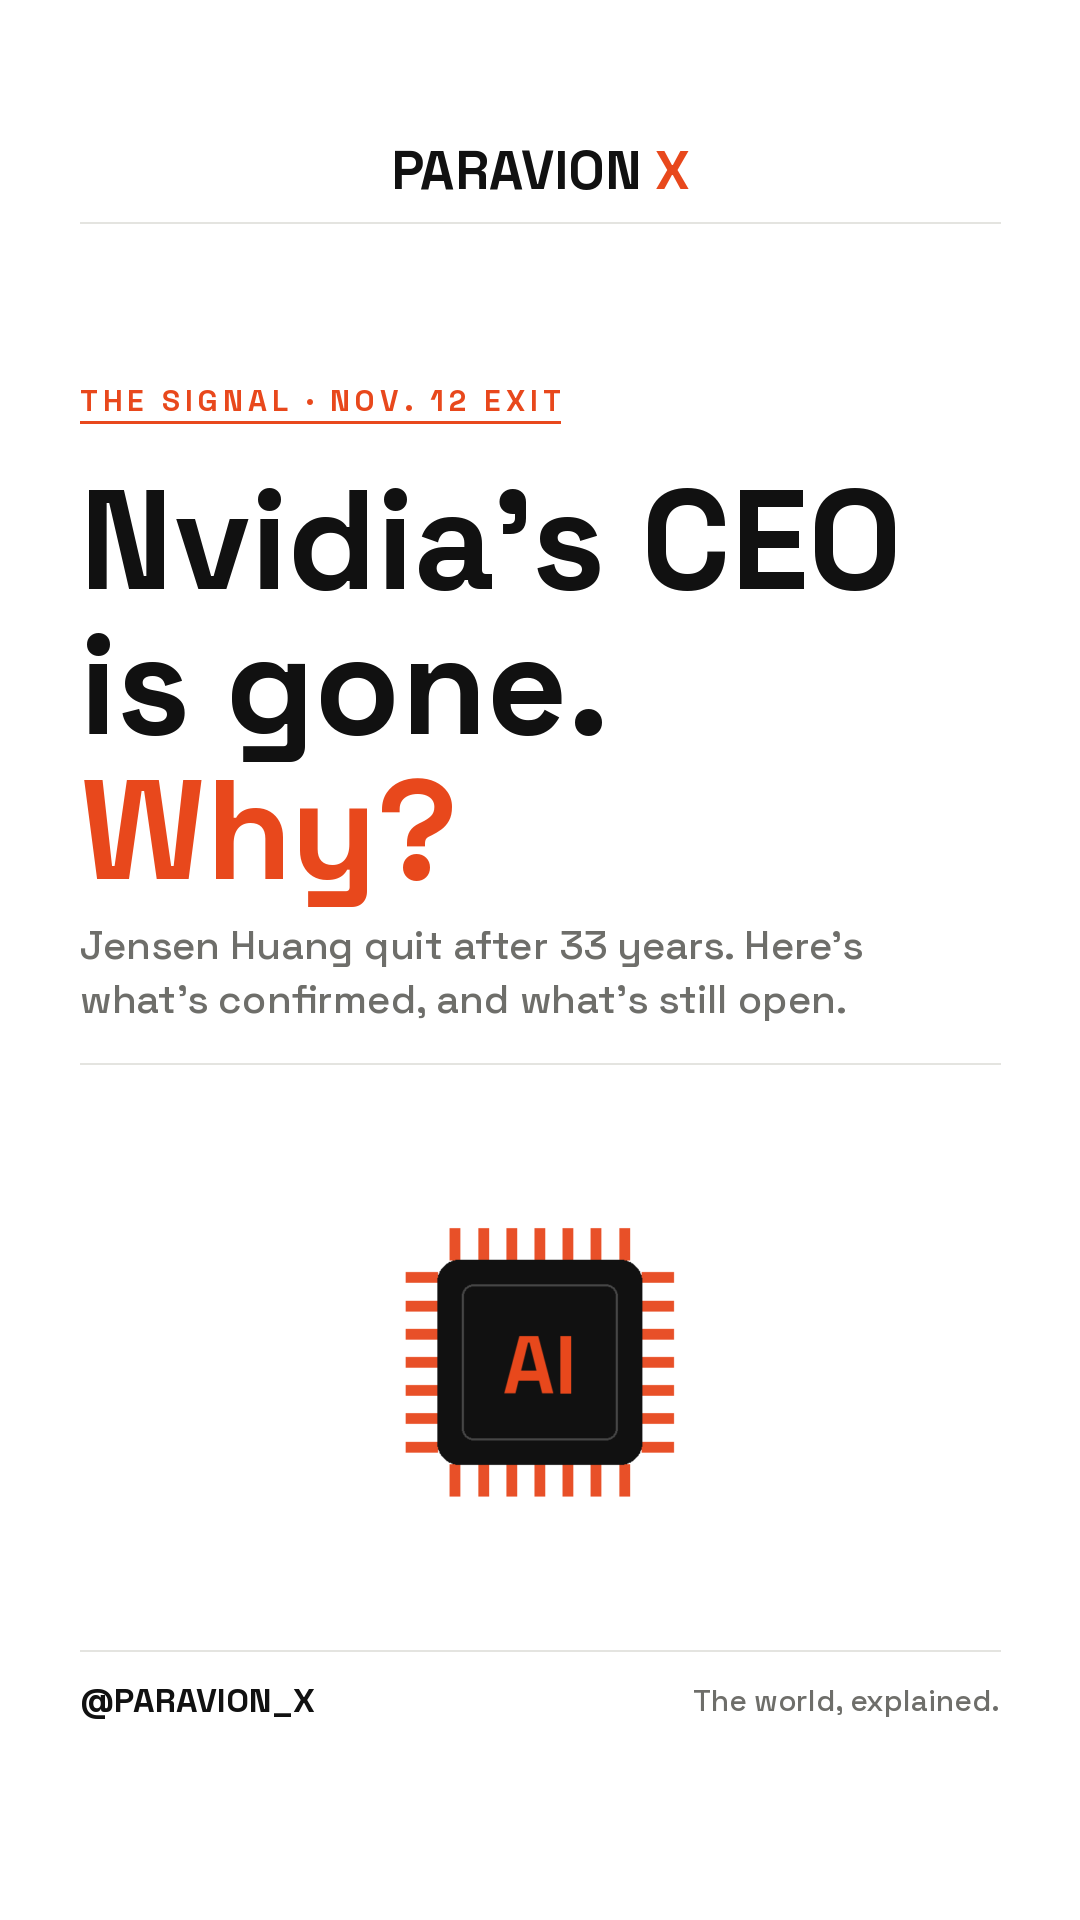 PARAVION X
THE SIGNAL · NOV. 12 EXIT
Nvidia’s CEO
is gone.
Why?
Jensen Huang quit after 33 years. Here’s
what’s confirmed, and what’s still open.
AI
@PARAVION_X
The world, explained.